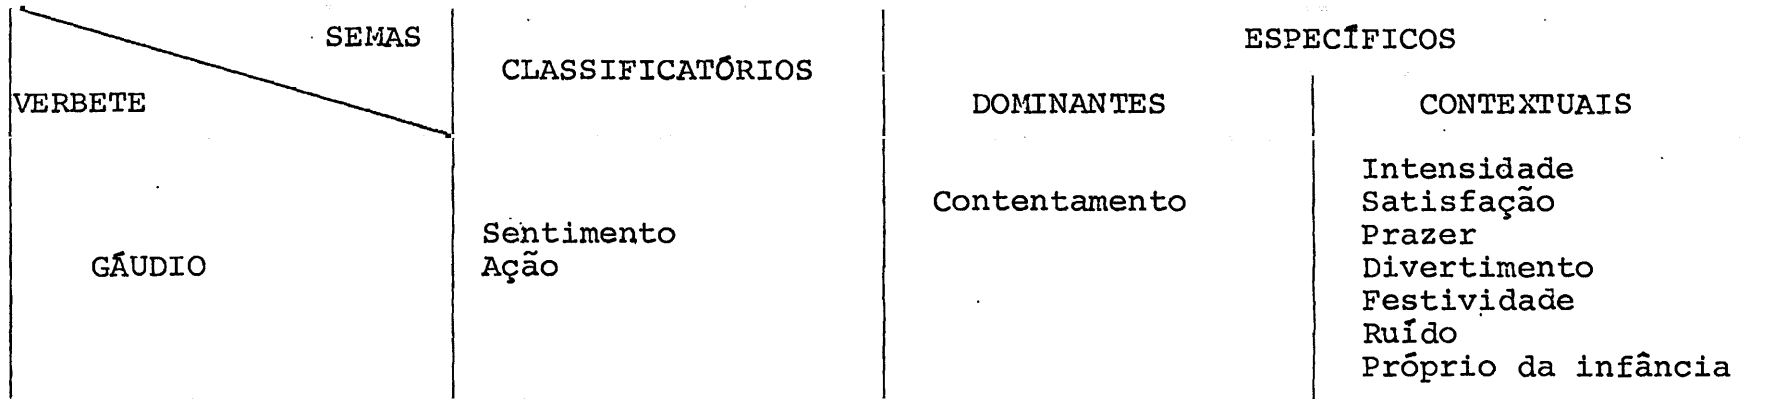 SEMAS
VERBETE
CLASSIFICATÓRIOS
ESPECÍFICOS
DOMINANTES
CONTEXTUAIS
GÁUDIO
Sentimento
Ação
Contentamento
Intensidade
Satisfação
Prazer
Divertimento
Festividade
Ruído
Próprio da infância